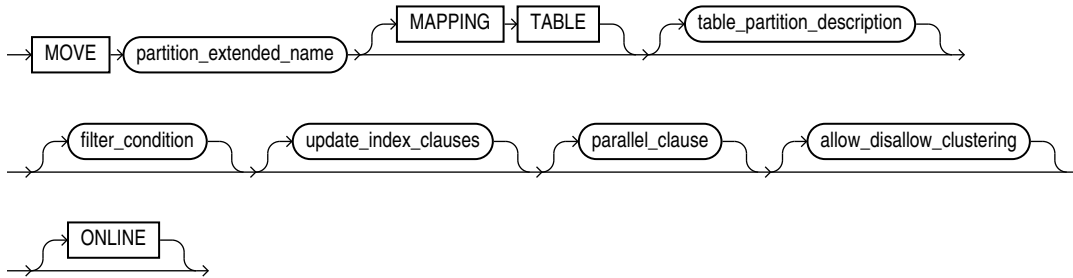 MOVE partition_extended_name MAPPING TABLE table_partition_description
filter_condition update_index_clauses parallel_clause allow_disallow_clustering
ONLINE